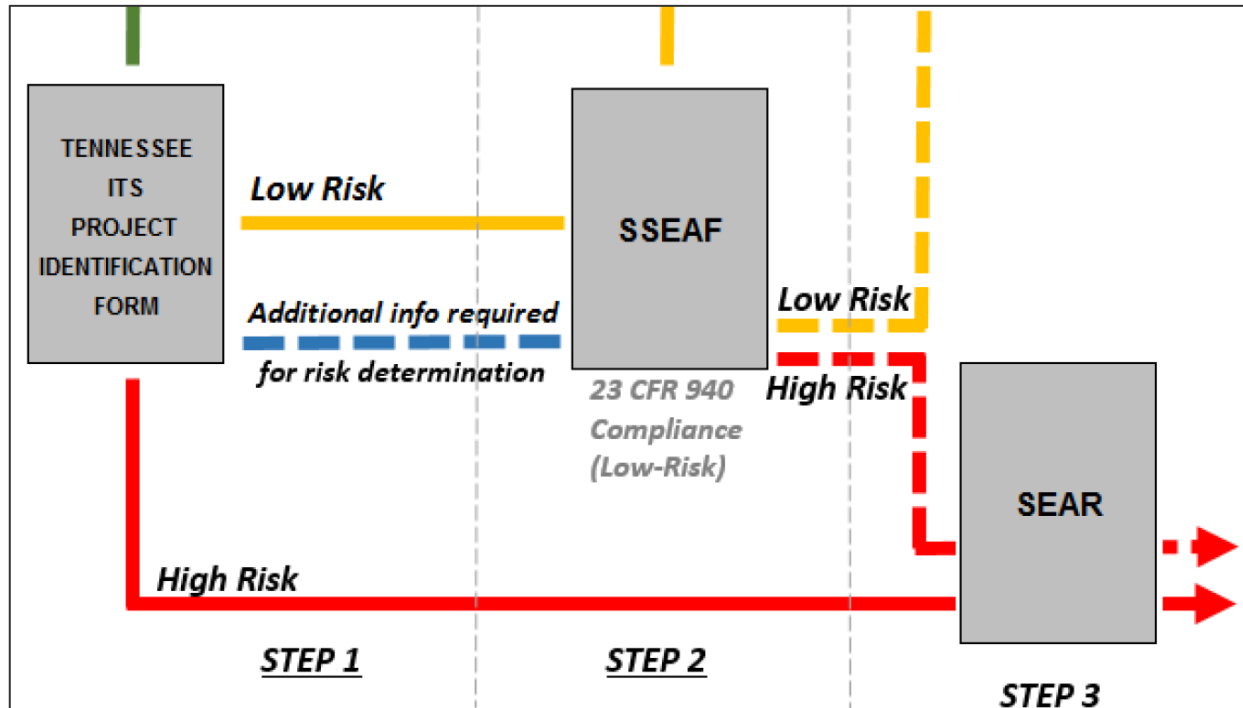 TENNESSEE
ITS
PROJECT
IDENTIFICATION
FORM
Low Risk
Additional info required
for risk determination
High Risk
STEP 1
SSEAF
23 CFR 940
Compliance
(Low-Risk)
STEP 2
Low Risk
High Risk
SEAR
STEP 3